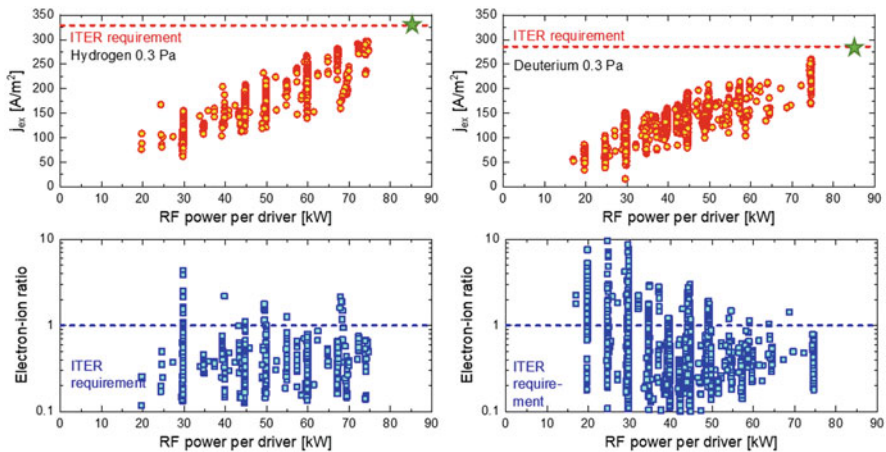 350
300
250
200
150
100
50
0
j_ex [A/m²]
ITER requirement
Hydrogen 0.3 Pa
0 10 20 30 40 50 60 70 80 90
RF power per driver [kW]
350
300
250
200
150
100
50
0
j_ex [A/m²]
ITER requirement
Deuterium 0.3 Pa
0 10 20 30 40 50 60 70 80 90
RF power per driver [kW]
10
1
0.1
Electron-ion ratio
ITER
requirement
0 10 20 30 40 50 60 70 80 90
RF power per driver [kW]
10
1
0.1
Electron-ion ratio
ITER
require-
ment
0 10 20 30 40 50 60 70 80 90
RF power per driver [kW]